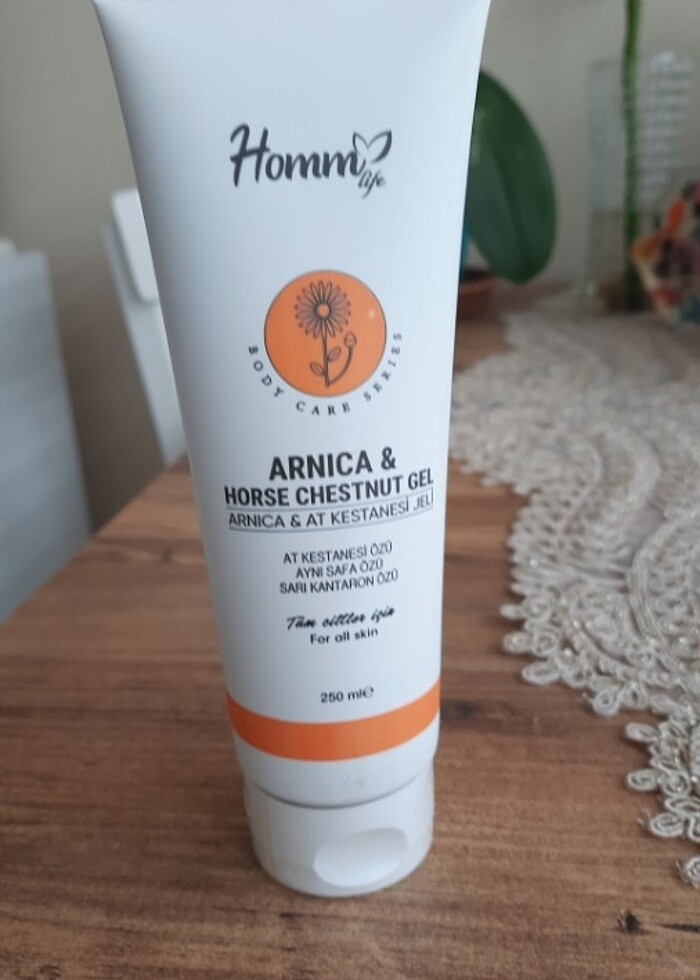 Homm
life
BODY CARE SERIES
ARNICA &
HORSE CHESTNUT GEL
ARNICA & AT KESTANESİ JELİ
AT KESTANESİ ÖZÜ
AYNI SAFA ÖZÜ
SARI KANTARON ÖZÜ
Tüm ciltler için
For all skin
250 ml℮